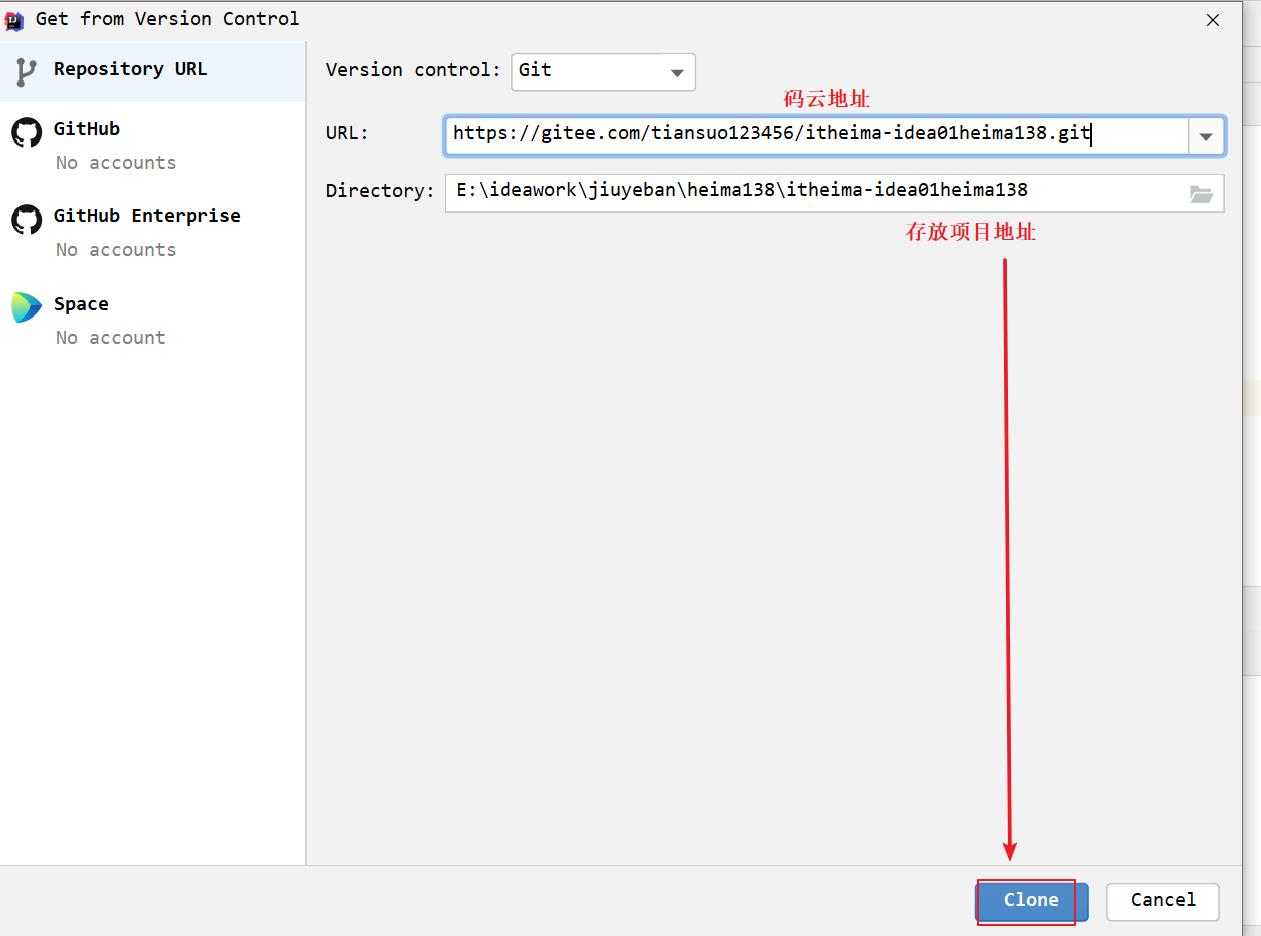 Get from Version Control
Repository URL
GitHub
No accounts
GitHub Enterprise
No accounts
Space
No account
Version control: Git
码云地址
URL: https://gitee.com/tiansuo123456/itheima-idea01heima138.git
Directory: E:\ideawork\jiuyeban\heima138\itheima-idea01heima138
存放项目地址
Clone Cancel